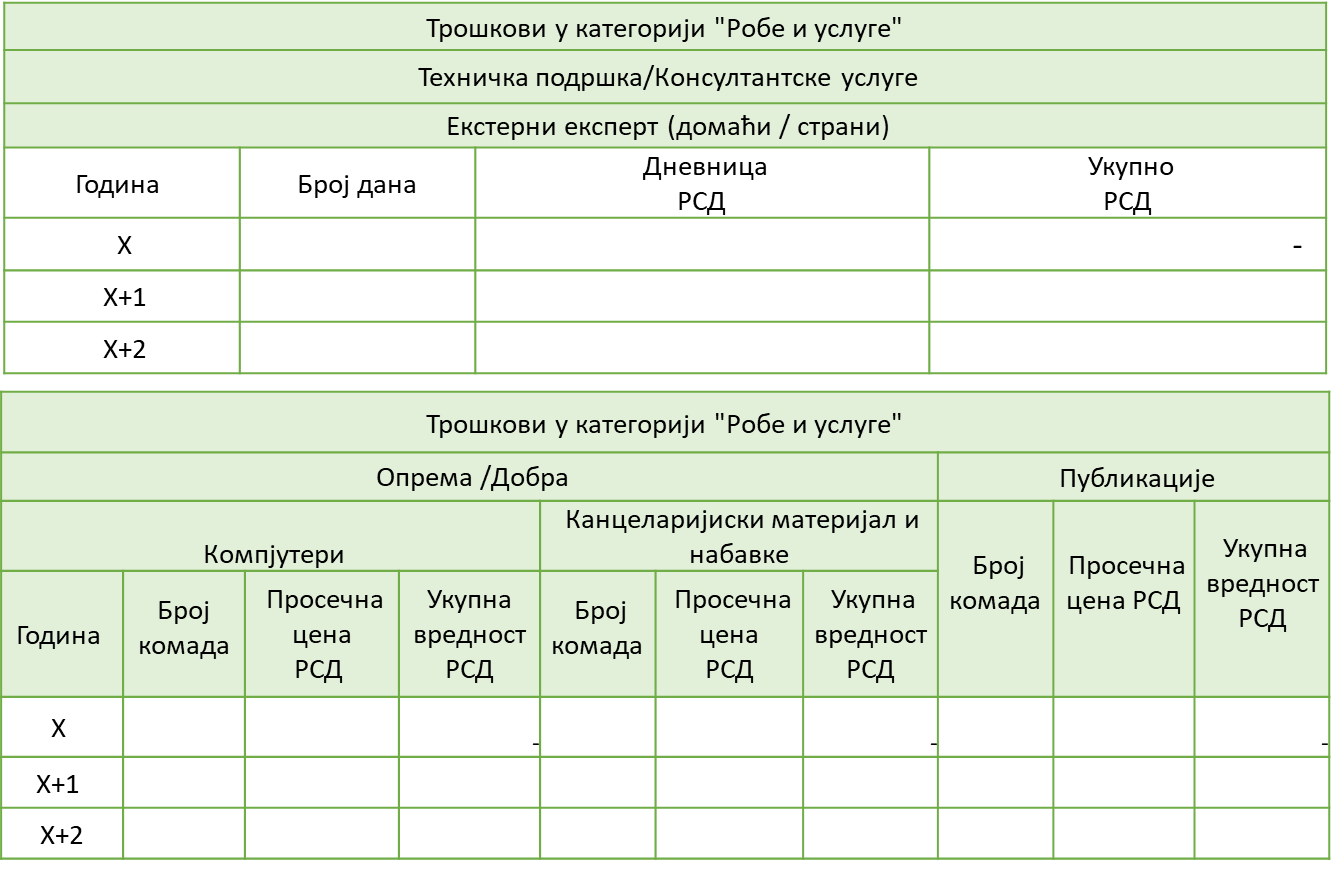 Трошкови у категорији "Робе и услуге"
Техничка подршка/Консултантске услуге
Екстерни експерт (домаћи / страни)
Година Број дана Дневница РСД Укупно РСД
X -
X+1
X+2
Трошкови у категорији "Робе и услуге"
Опрема /Добра Публикације
Компјутери Канцеларијиски материјал и набавке Број комада Просечна цена РСД Укупна вредност РСД
Година Број комада Просечна цена РСД Укупна вредност РСД Број комада Просечна цена РСД Укупна вредност РСД
X - - -
X+1
X+2